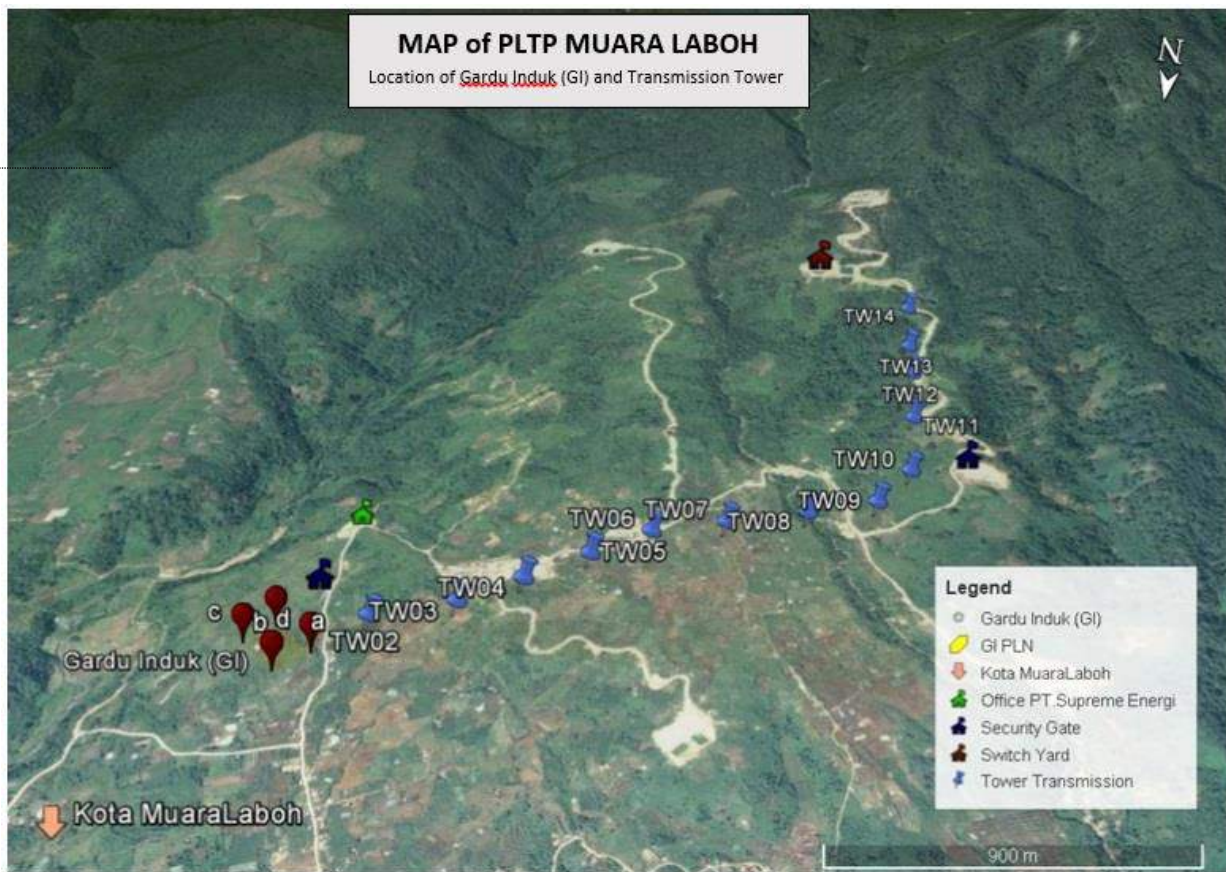 MAP of PLTP MUARA LABOH
Location of Gardu Induk (GI) and Transmission Tower
N
TW14
TW13
TW12
TW11
TW10
TW09
TW08
TW07
TW06
TW05
TW04
TW03
TW02
c
b
d
a
Gardu Induk (GI)
Kota MuaraLaboh
Legend
Gardu Induk (GI)
GI PLN
Kota MuaraLaboh
Office PT.Supreme Energi
Security Gate
Switch Yard
Tower Transmission
900 m